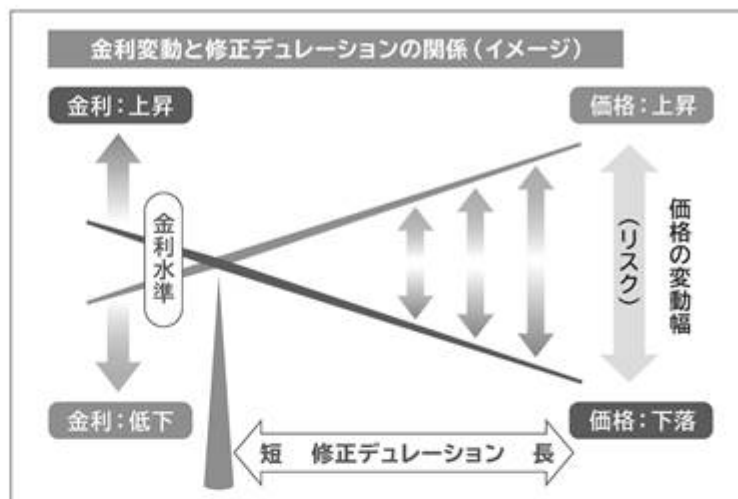 金利変動と修正デュレーションの関係（イメージ）
金利：上昇
価格：上昇
金利水準
価格の変動幅
（リスク）
金利：低下
価格：下落
短　修正デュレーション　長